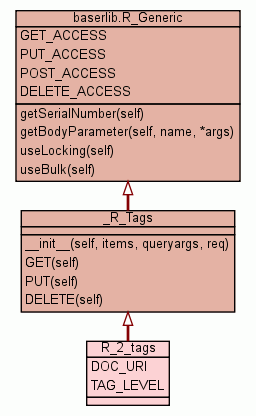 baserlib.R_Generic
GET_ACCESS
PUT_ACCESS
POST_ACCESS
DELETE_ACCESS
getSerialNumber(self)
getBodyParameter(self, name, *args)
useLocking(self)
useBulk(self)
_R_Tags
__init__(self, items, queryargs, req)
GET(self)
PUT(self)
DELETE(self)
R_2_tags
DOC_URI
TAG_LEVEL